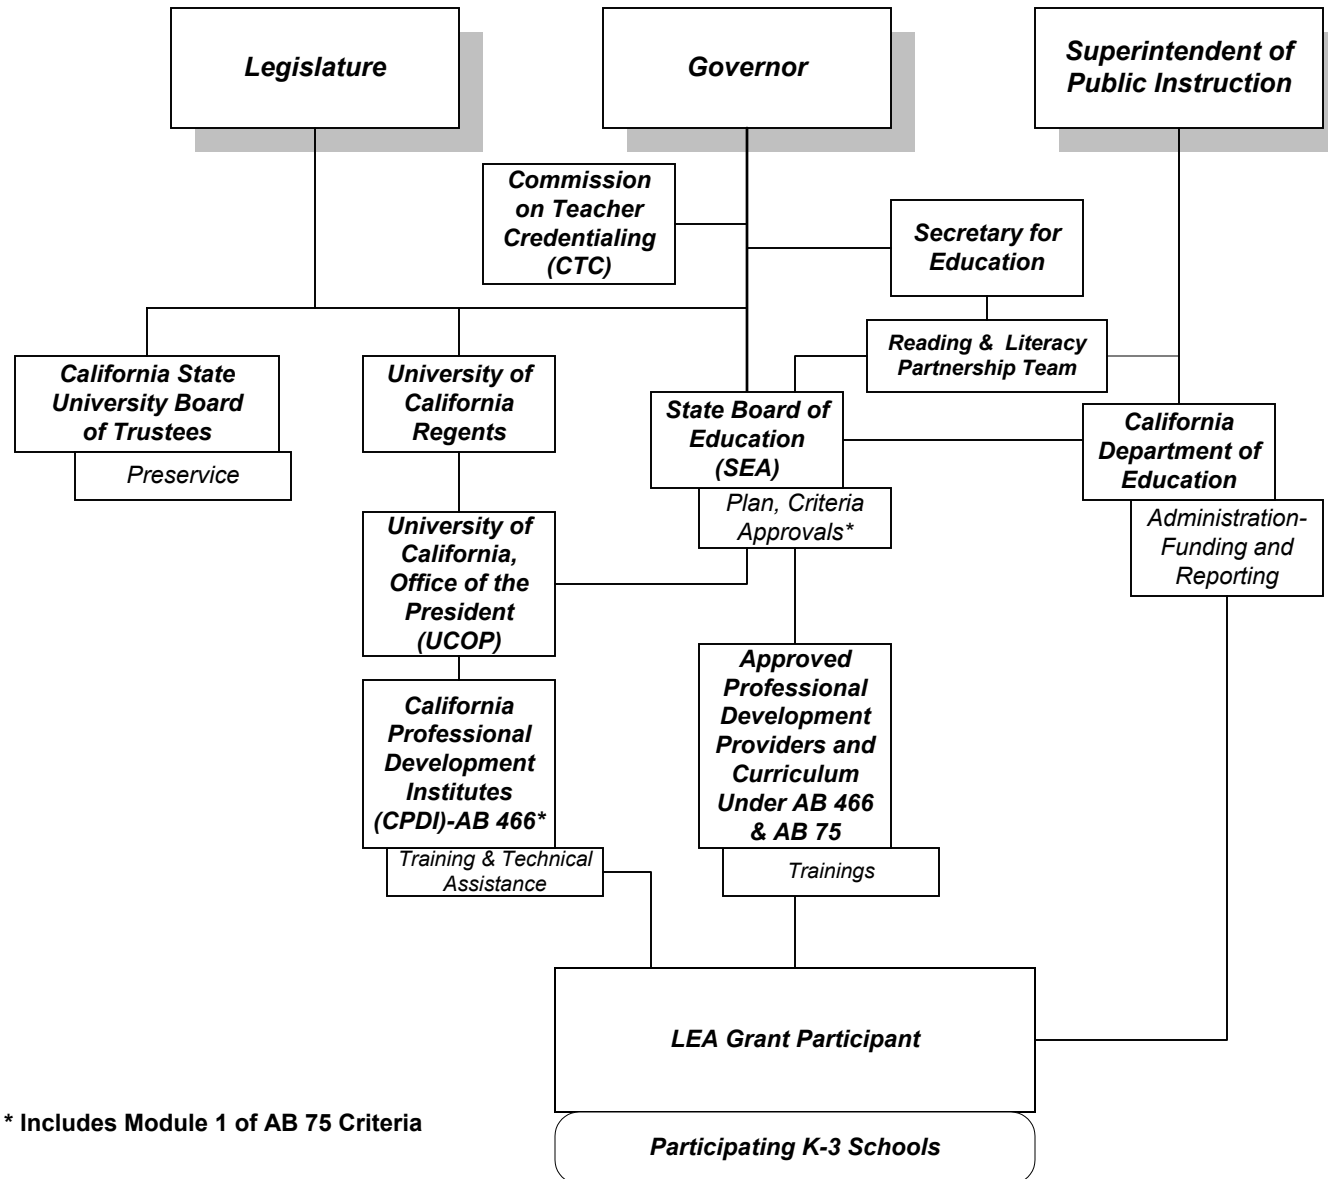 Legislature
Governor
Superintendent of
Public Instruction
Commission
on Teacher
Credentialing
(CTC)
Secretary for
Education
Reading & Literacy
Partnership Team
California State
University Board
of Trustees
Preservice
University of
California
Regents
State Board of
Education
(SEA)
Plan, Criteria
Approvals*
California
Department of
Education
Administration-
Funding and
Reporting
University of
California,
Office of the
President
(UCOP)
California
Professional
Development
Institutes
(CPDI)-AB 466*
Training & Technical
Assistance
Approved
Professional
Development
Providers and
Curriculum
Under AB 466
& AB 75
Trainings
LEA Grant Participant
* Includes Module 1 of AB 75 Criteria
Participating K-3 Schools